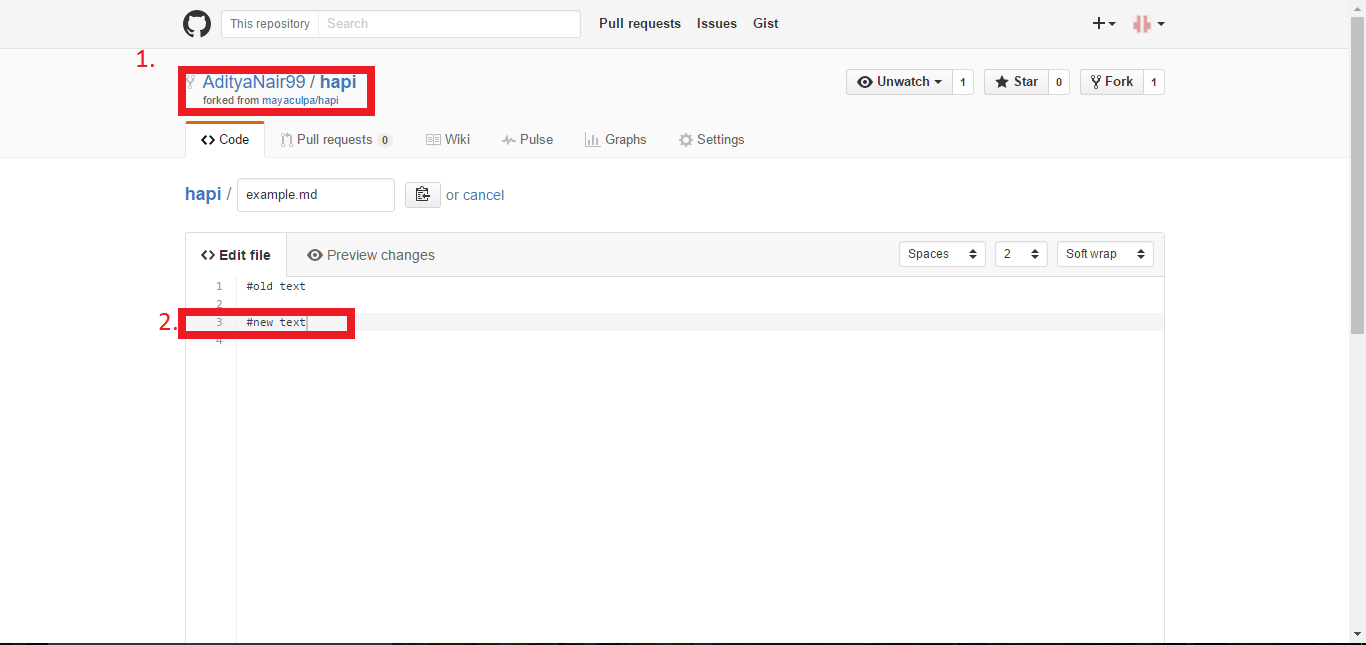 This repository Search Pull requests Issues Gist
1.
AdityaNair99 / hapi
forked from mayaculpa/hapi
Unwatch 1 Star 0 Fork 1
Code Pull requests 0 Wiki Pulse Graphs Settings
hapi / example.md or cancel
Edit file Preview changes Spaces 2 Soft wrap
1 #old text
2
2. 3 #new text
4